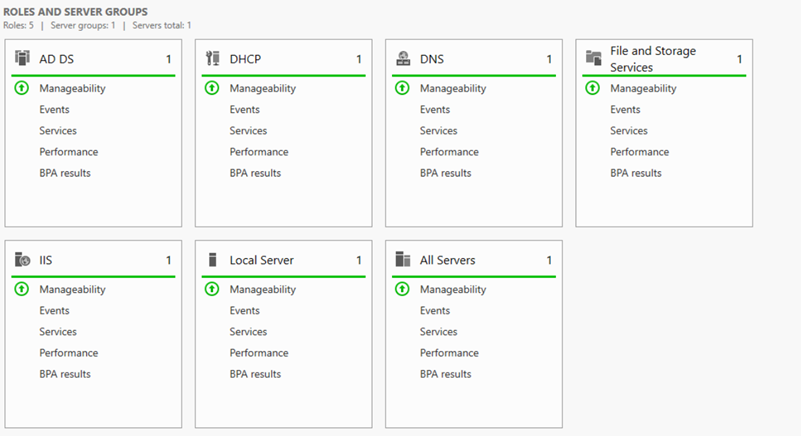 ROLES AND SERVER GROUPS
Roles: 5 | Server groups: 1 | Servers total: 1
AD DS 1
Manageability
Events
Services
Performance
BPA results
DHCP 1
Manageability
Events
Services
Performance
BPA results
DNS 1
Manageability
Events
Services
Performance
BPA results
File and Storage
Services 1
Manageability
Events
Services
Performance
BPA results
IIS 1
Manageability
Events
Services
Performance
BPA results
Local Server 1
Manageability
Events
Services
Performance
BPA results
All Servers 1
Manageability
Events
Services
Performance
BPA results